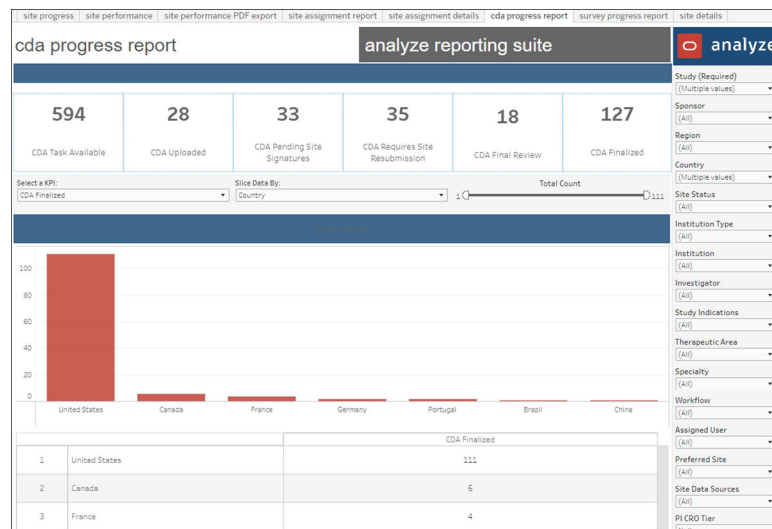 site progress site performance site performance PDF export site assignment report site assignment details cda progress report survey progress report site details
cda progress report
analyze reporting suite
analyze
594 28 33 35 18 127
CDA Task Available CDA Uploaded CDA Pending Site Signatures CDA Requires Site Resubmission CDA Final Review CDA Finalized
Select a KPI: Slice Data By: Total Count
CDA Finalized Country 1 111
100
80
60
40
20
0
United States Canada France Germany Portugal Brazil China
CDA Finalized
1 United States 111
2 Canada 6
3 France 4
Study (Required)
(Multiple values)
Sponsor
(All)
Region
(All)
Country
(Multiple values)
Site Status
(All)
Institution Type
(All)
Institution
(All)
Investigator
(All)
Study Indications
(All)
Therapeutic Area
(All)
Specialty
(All)
Workflow
(All)
Assigned User
(All)
Preferred Site
(All)
Site Data Sources
(All)
PI CRO Tier